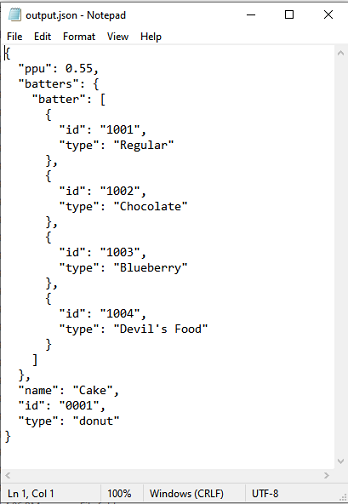 output.json - Notepad
File Edit Format View Help
{
  "ppu": 0.55,
  "batters": {
    "batter": [
      {
        "id": "1001",
        "type": "Regular"
      },
      {
        "id": "1002",
        "type": "Chocolate"
      },
      {
        "id": "1003",
        "type": "Blueberry"
      },
      {
        "id": "1004",
        "type": "Devil's Food"
      }
    ]
  },
  "name": "Cake",
  "id": "0001",
  "type": "donut"
}
Ln 1, Col 1 100% Windows (CRLF) UTF-8